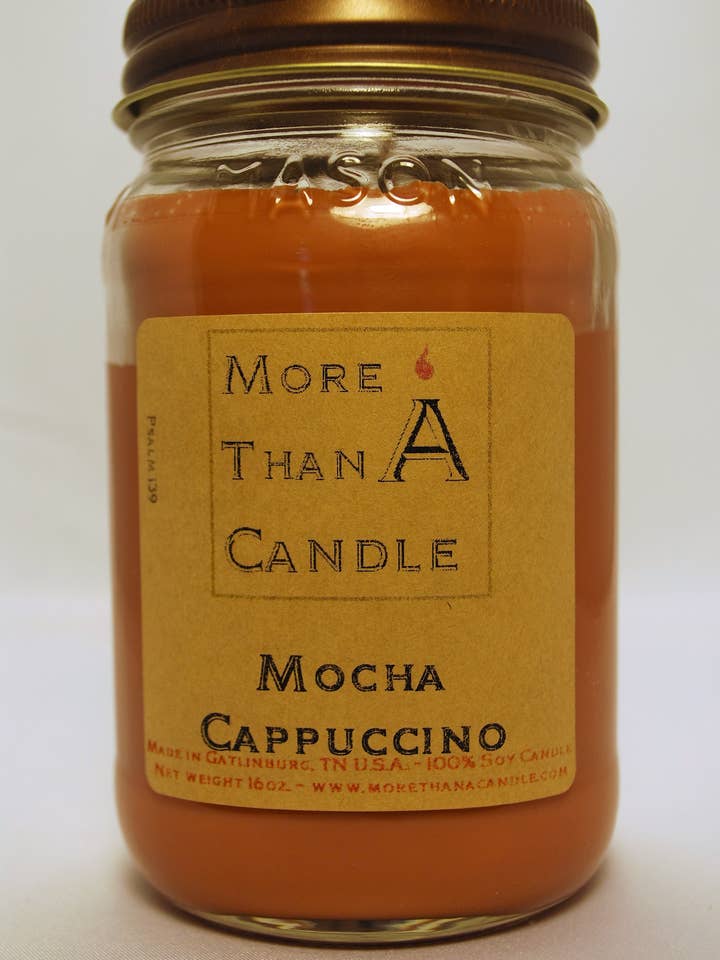 MASON
More
Than A
Candle
Psalm 139
Mocha
Cappuccino
Made in Gatlinburg, TN U.S.A. - 100% Soy Candle
Net weight 16oz. - www.morethanacandle.com